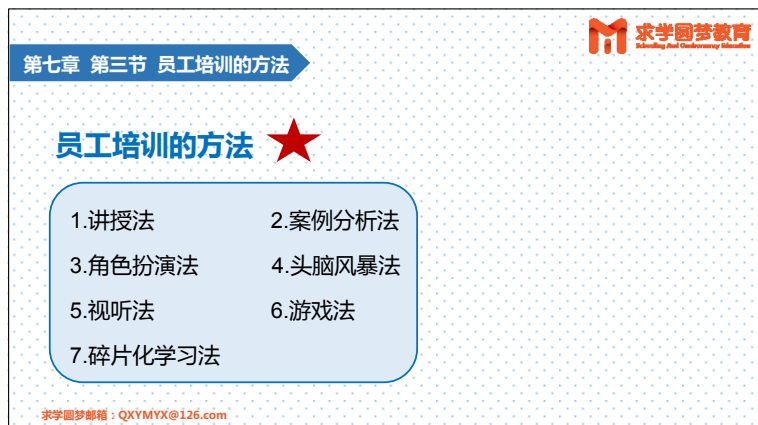 求学圆梦教育
第七章 第三节 员工培训的方法
员工培训的方法
1.讲授法 2.案例分析法
3.角色扮演法 4.头脑风暴法
5.视听法 6.游戏法
7.碎片化学习法
求学圆梦邮箱：QXYMYX@126.com